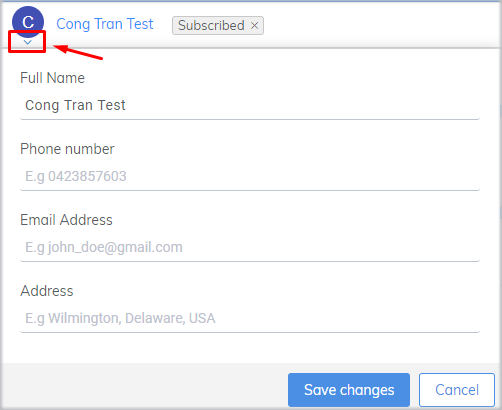 C Cong Tran Test Subscribed ×
Full Name
Cong Tran Test
Phone number
E.g 0423857603
Email Address
E.g john_doe@gmail.com
Address
E.g Wilmington, Delaware, USA
Save changes Cancel